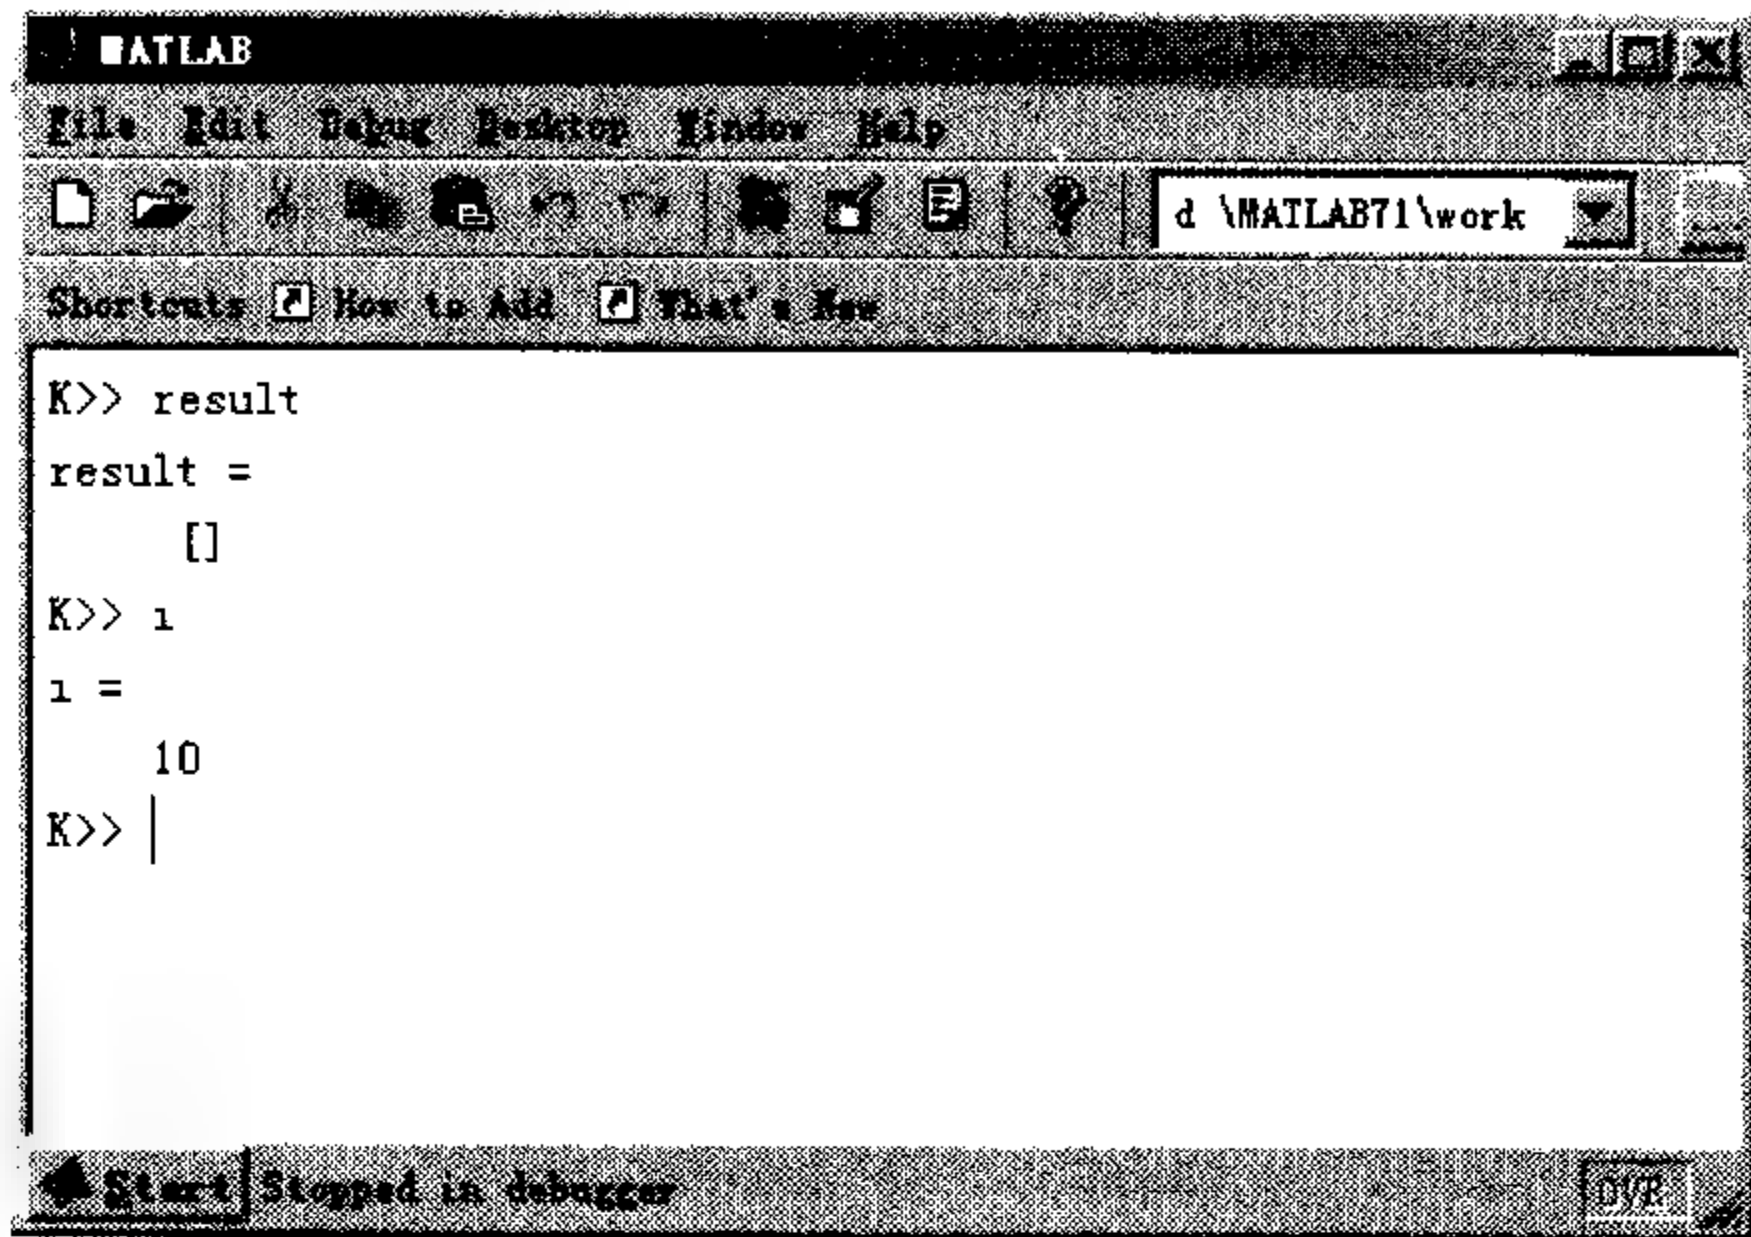 MATLAB
File Edit Debug Desktop Window Help
d \MATLAB71\work
Shortcuts How to Add What's New
K>> result
result =
[]
K>> ı
ı =
10
K>>
Start Stopped in debugger OVR